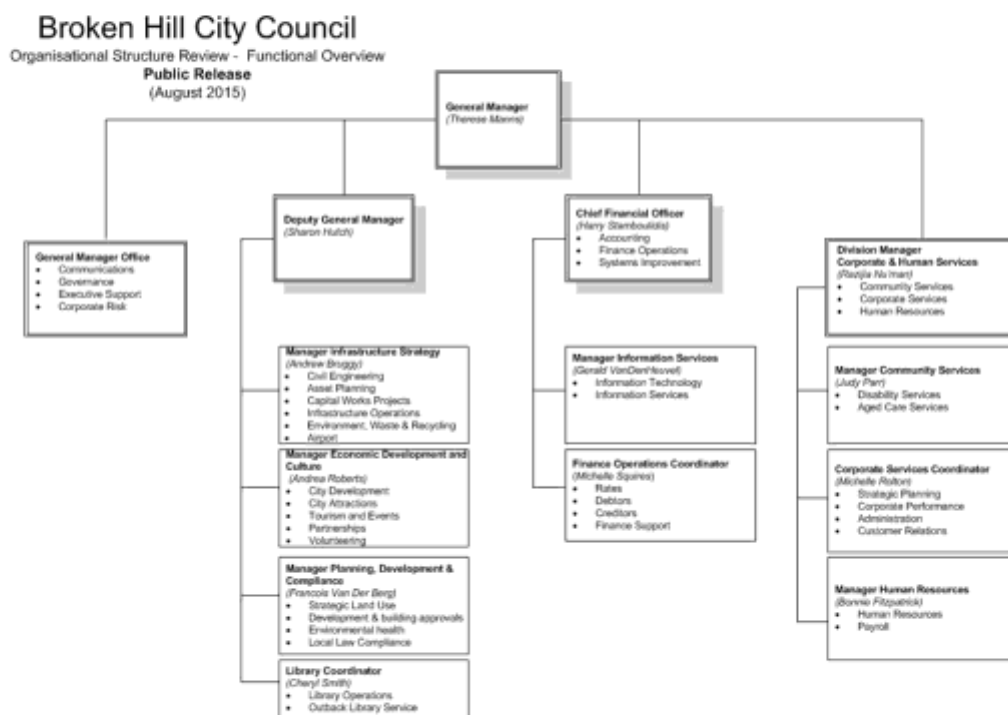 Broken Hill City Council
Organisational Structure Review - Functional Overview
Public Release
(August 2015)
General Manager
(Therese Manns)
General Manager Office
• Communications
• Governance
• Executive Support
• Corporate Risk
Deputy General Manager
(Sharon Hutch)
Manager Infrastructure Strategy
(Andrew Bruggy)
• Civil Engineering
• Asset Planning
• Capital Works Projects
• Infrastructure Operations
• Environment, Waste & Recycling
• Airport
Manager Economic Development and
Culture
(Andrea Roberts)
• City Development
• City Attractions
• Tourism and Events
• Partnerships
• Volunteering
Manager Planning, Development &
Compliance
(Francois Van Der Berg)
• Strategic Land Use
• Development & building approvals
• Environmental health
• Local Law Compliance
Library Coordinator
(Cheryl Smith)
• Library Operations
• Outback Library Service
Chief Financial Officer
(Harry Stamboulidis)
• Accounting
• Finance Operations
• Systems Improvement
Manager Information Services
(Gerald VanDenHeuvel)
• Information Technology
• Information Services
Finance Operations Coordinator
(Michelle Squires)
• Rates
• Debtors
• Creditors
• Finance Support
Division Manager
Corporate & Human Services
(Razija Nu'man)
• Community Services
• Corporate Services
• Human Resources
Manager Community Services
(Judy Parr)
• Disability Services
• Aged Care Services
Corporate Services Coordinator
(Michelle Rolton)
• Strategic Planning
• Corporate Performance
• Administration
• Customer Relations
Manager Human Resources
(Bonnie Fitzpatrick)
• Human Resources
• Payroll